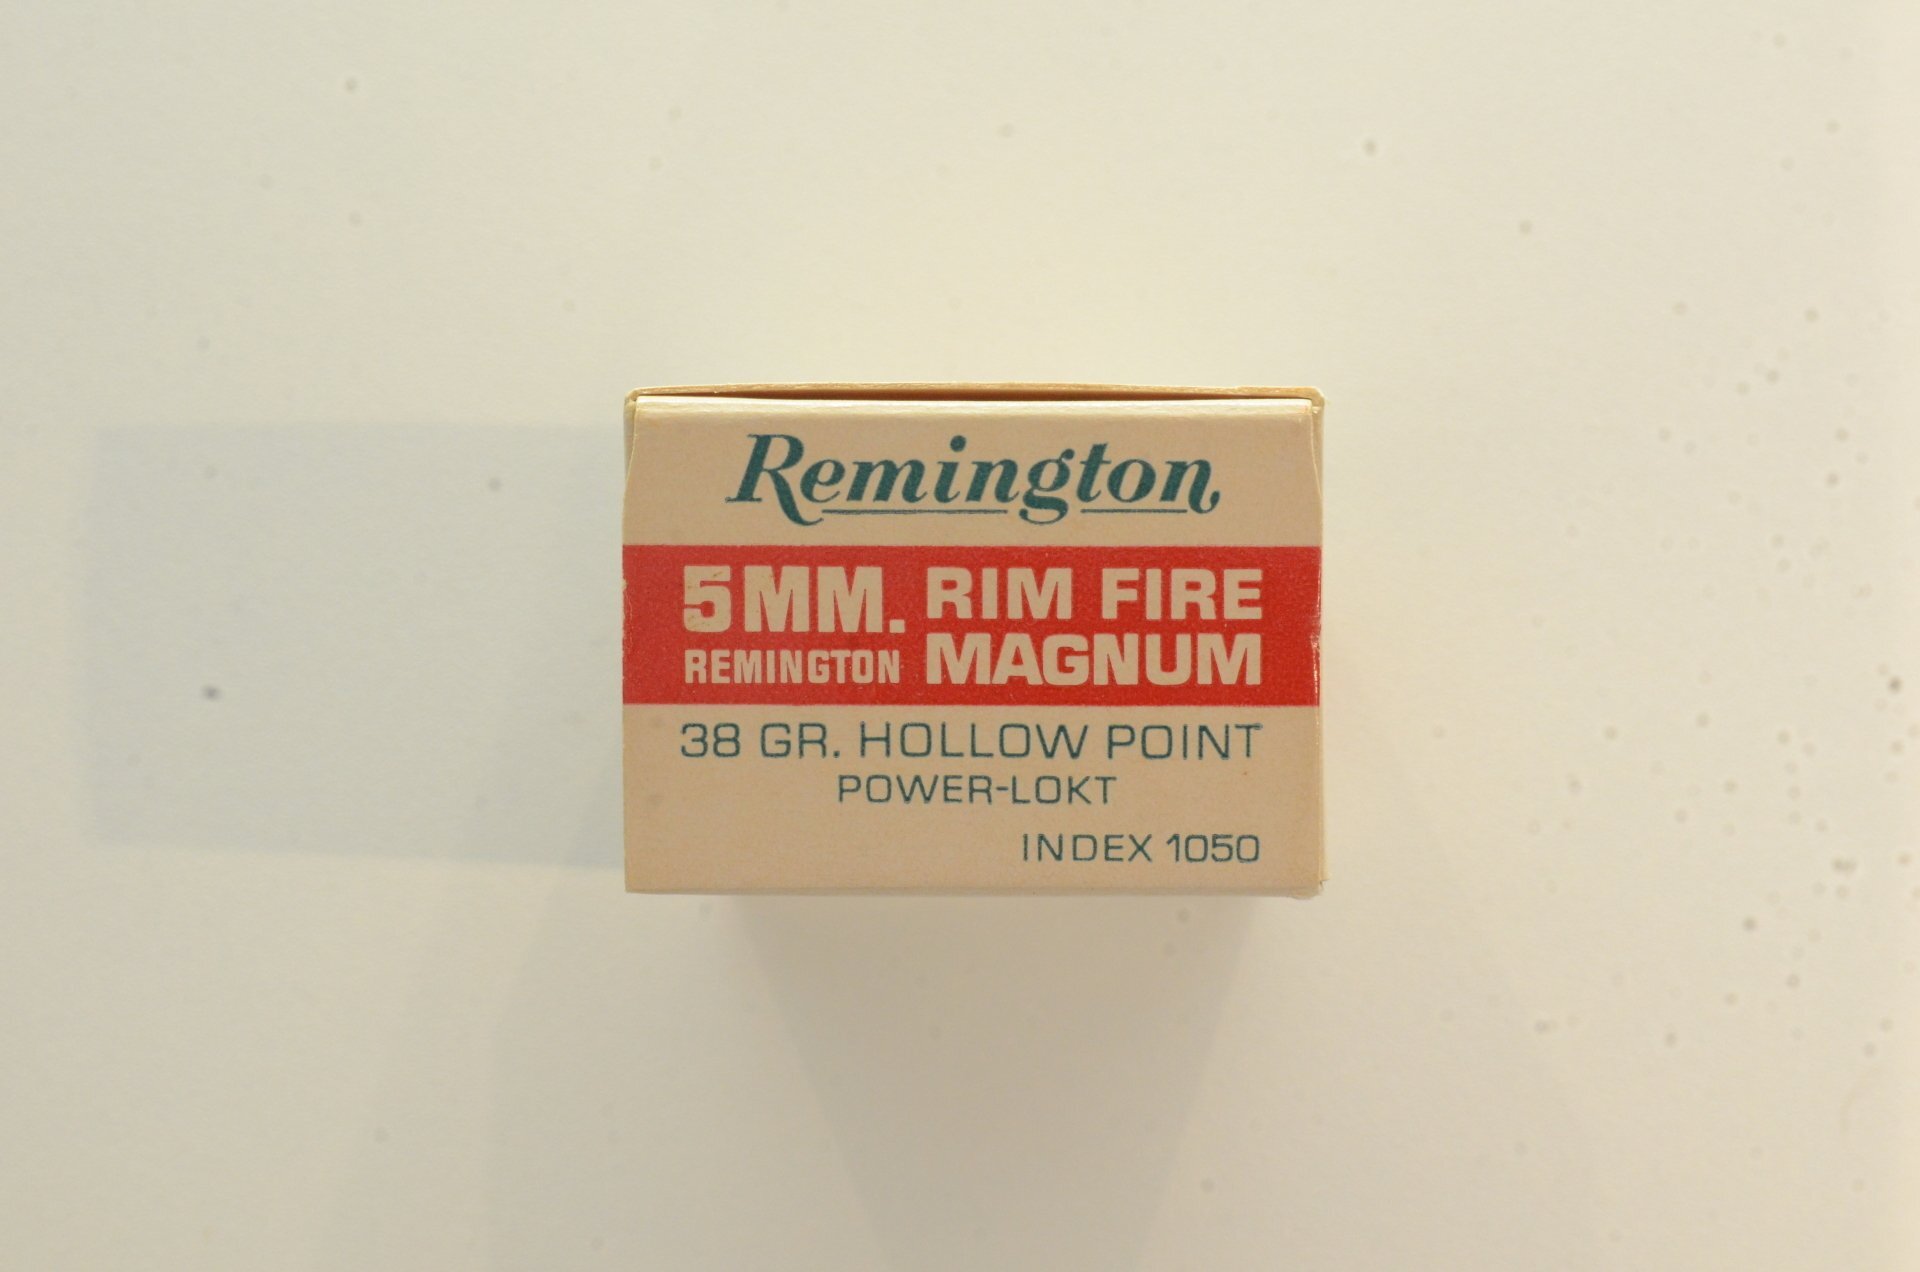 Remington
5MM. RIM FIRE
REMINGTON MAGNUM
38 GR. HOLLOW POINT
POWER-LOKT
INDEX 1050